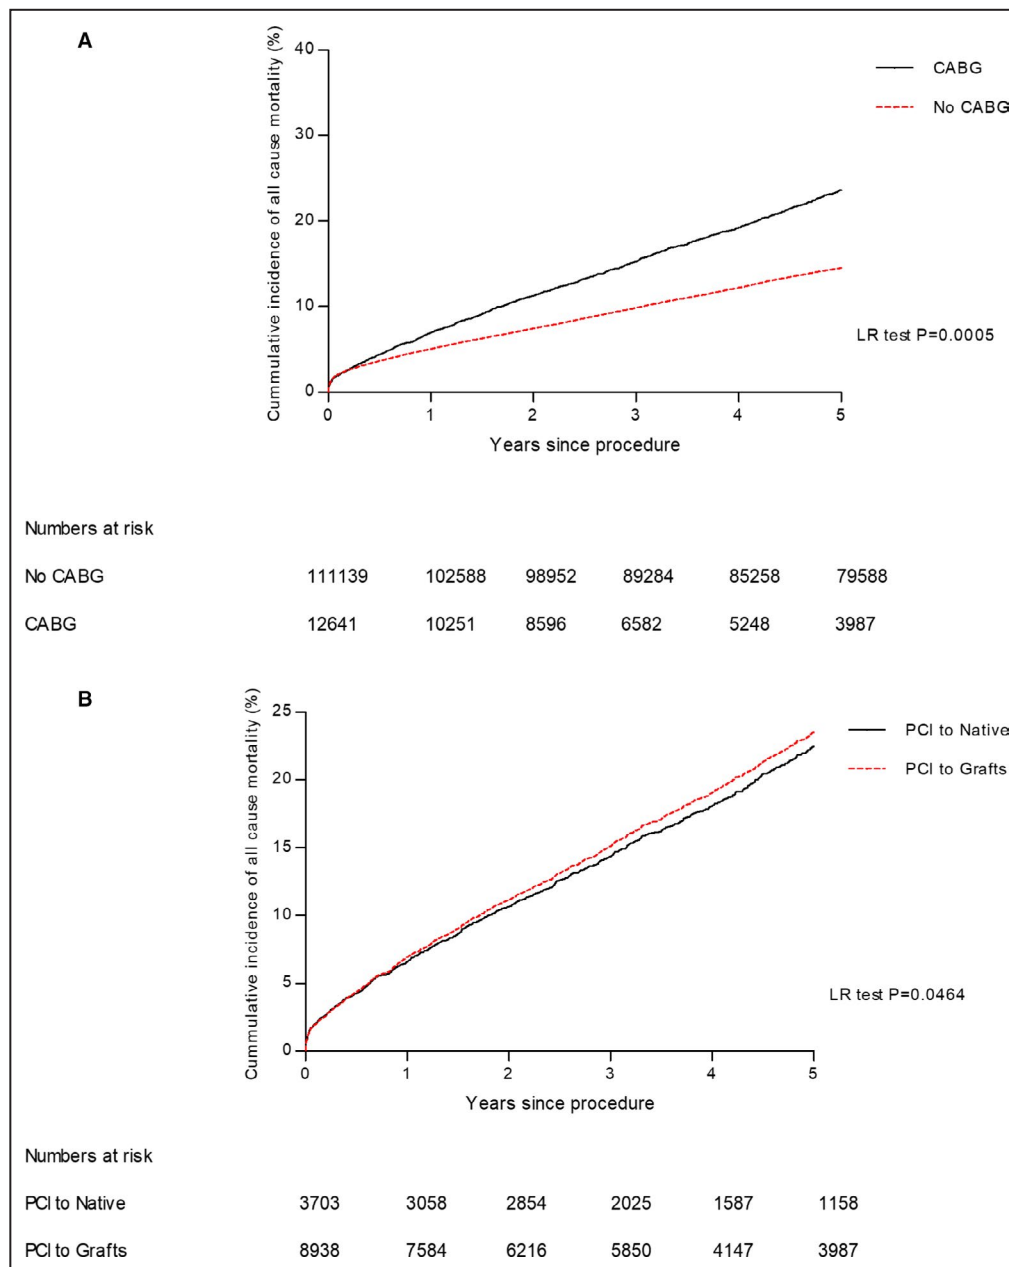 A
Cummulative incidence of all cause mortality (%)
40
30
20
10
0
0 1 2 3 4 5
Years since procedure
CABG
No CABG
LR test P=0.0005
Numbers at risk
No CABG 111139 102588 98952 89284 85258 79588
CABG 12641 10251 8596 6582 5248 3987
B
Cummulative incidence of all cause mortality (%)
25
20
15
10
5
0
0 1 2 3 4 5
Years since procedure
PCI to Native
PCI to Grafts
LR test P=0.0464
Numbers at risk
PCI to Native 3703 3058 2854 2025 1587 1158
PCI to Grafts 8938 7584 6216 5850 4147 3987